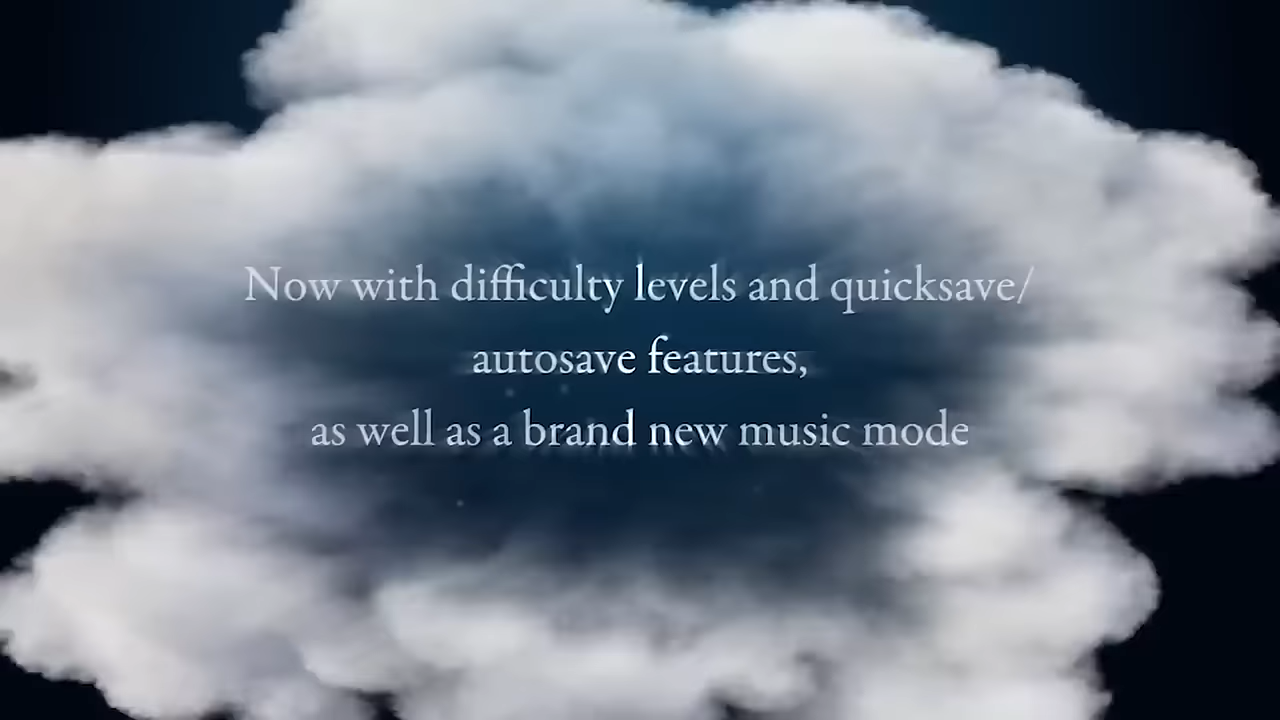 Now with difficulty levels and quicksave/
autosave features,
as well as a brand new music mode